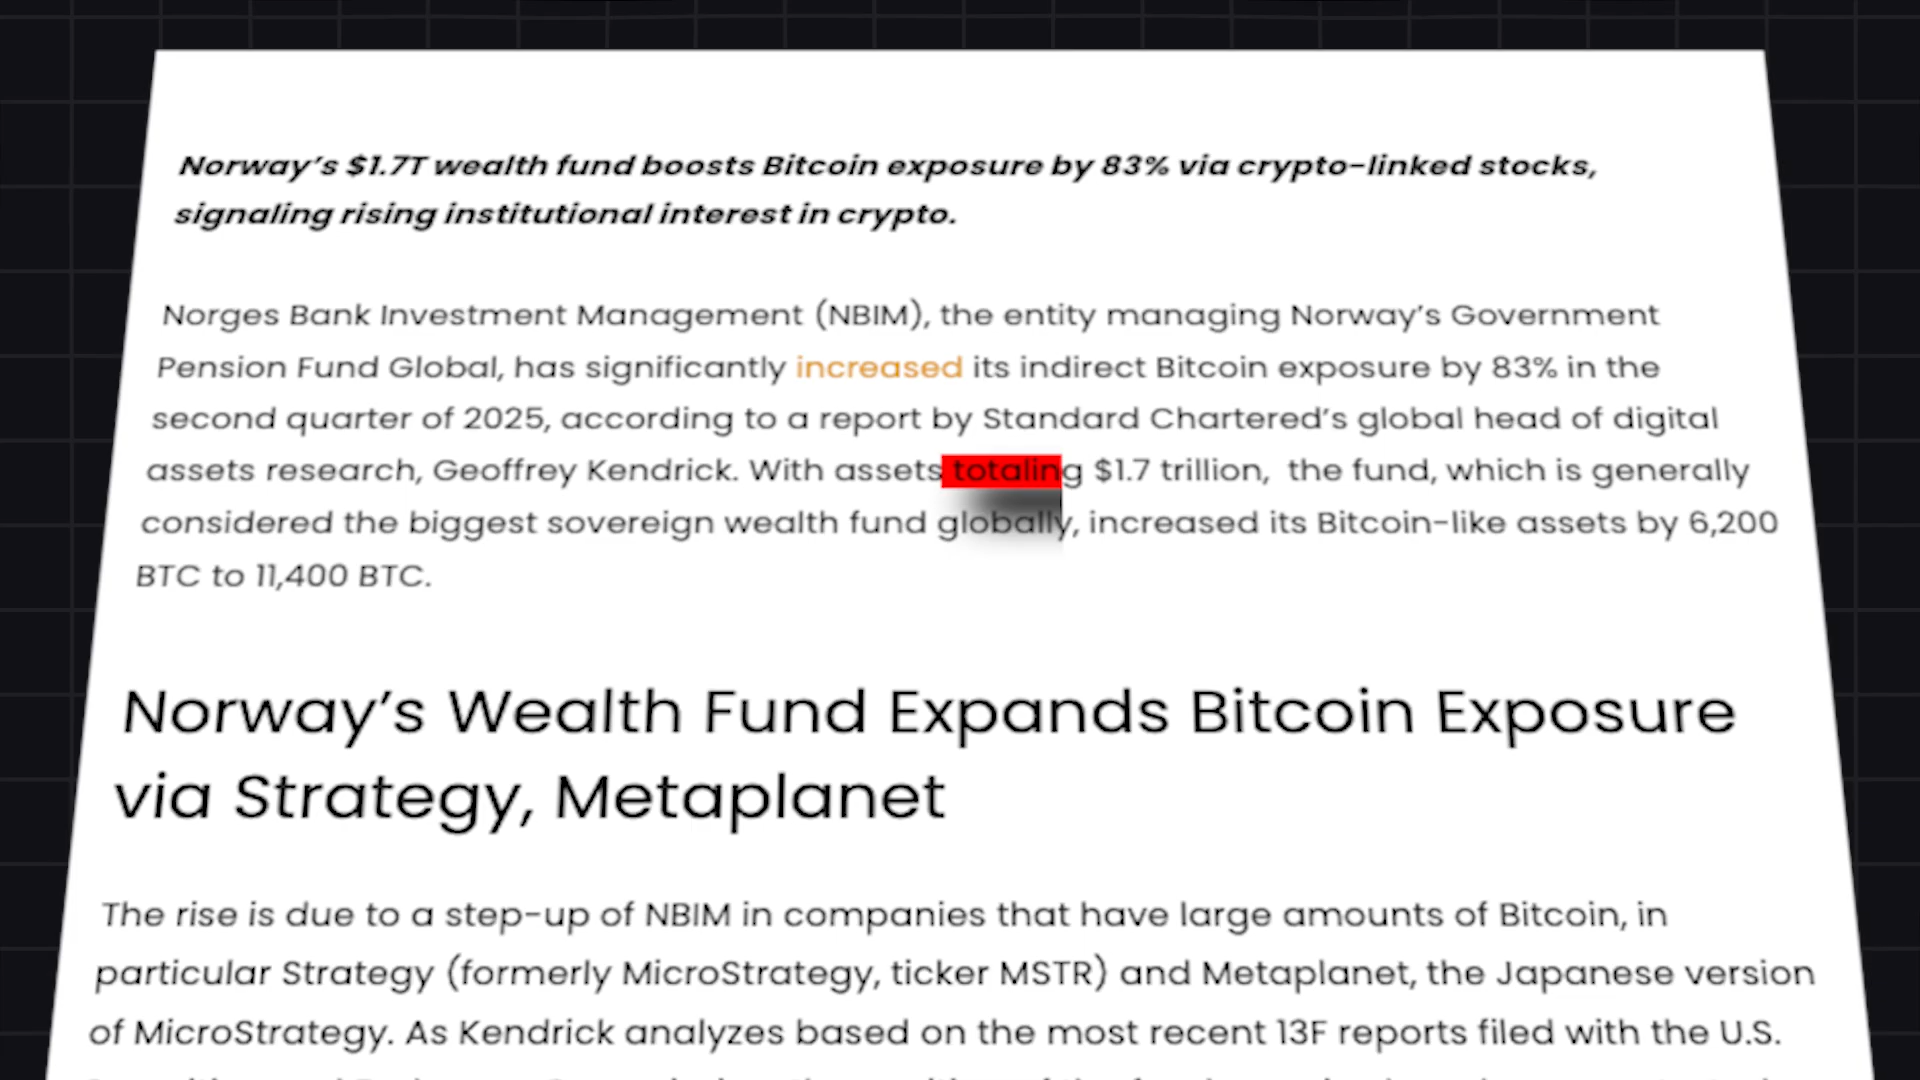 Norway’s $1.7T wealth fund boosts Bitcoin exposure by 83% via crypto-linked stocks,
signaling rising institutional interest in crypto.
Norges Bank Investment Management (NBIM), the entity managing Norway’s Government
Pension Fund Global, has significantly increased its indirect Bitcoin exposure by 83% in the
second quarter of 2025, according to a report by Standard Chartered’s global head of digital
assets research, Geoffrey Kendrick. With assets totaling $1.7 trillion, the fund, which is generally
considered the biggest sovereign wealth fund globally, increased its Bitcoin-like assets by 6,200
BTC to 11,400 BTC.
Norway’s Wealth Fund Expands Bitcoin Exposure
via Strategy, Metaplanet
The rise is due to a step-up of NBIM in companies that have large amounts of Bitcoin, in
particular Strategy (formerly MicroStrategy, ticker MSTR) and Metaplanet, the Japanese version
of MicroStrategy. As Kendrick analyzes based on the most recent 13F reports filed with the U.S.